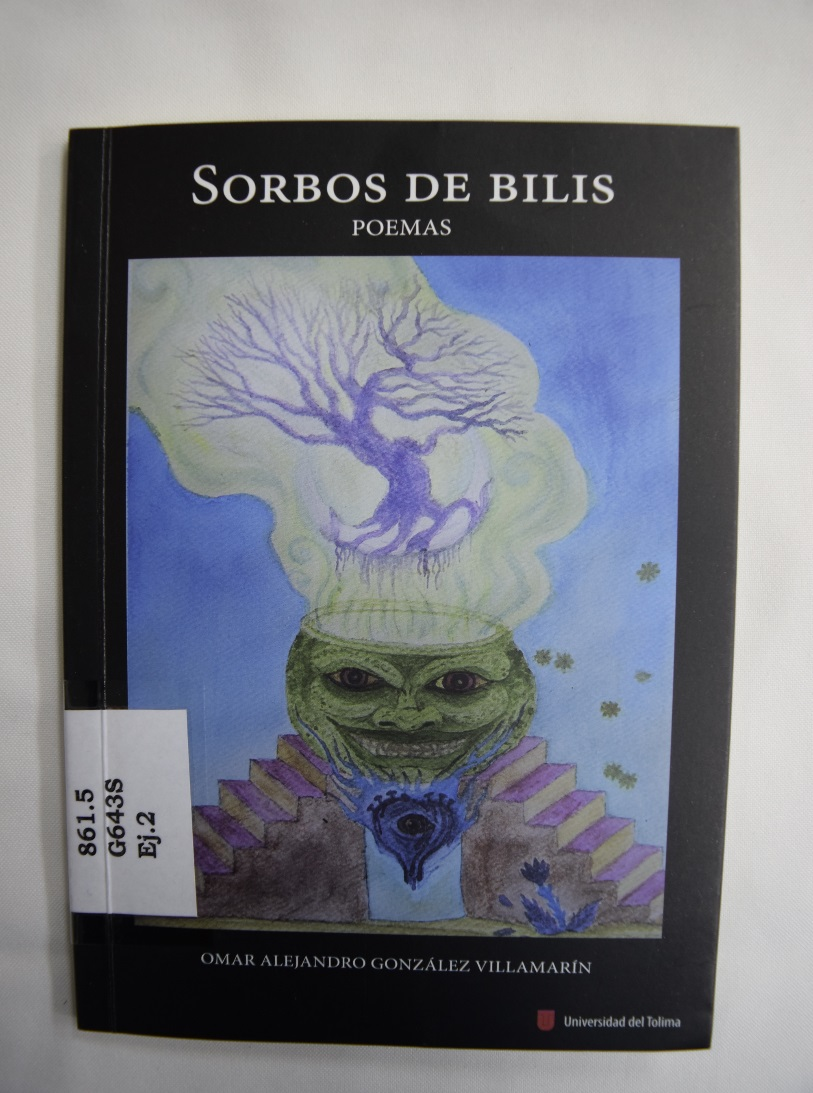 SORBOS DE BILIS
POEMAS
861.5
G643S
Ej.2
OMAR ALEJANDRO GONZÁLEZ VILLAMARÍN
Universidad del Tolima